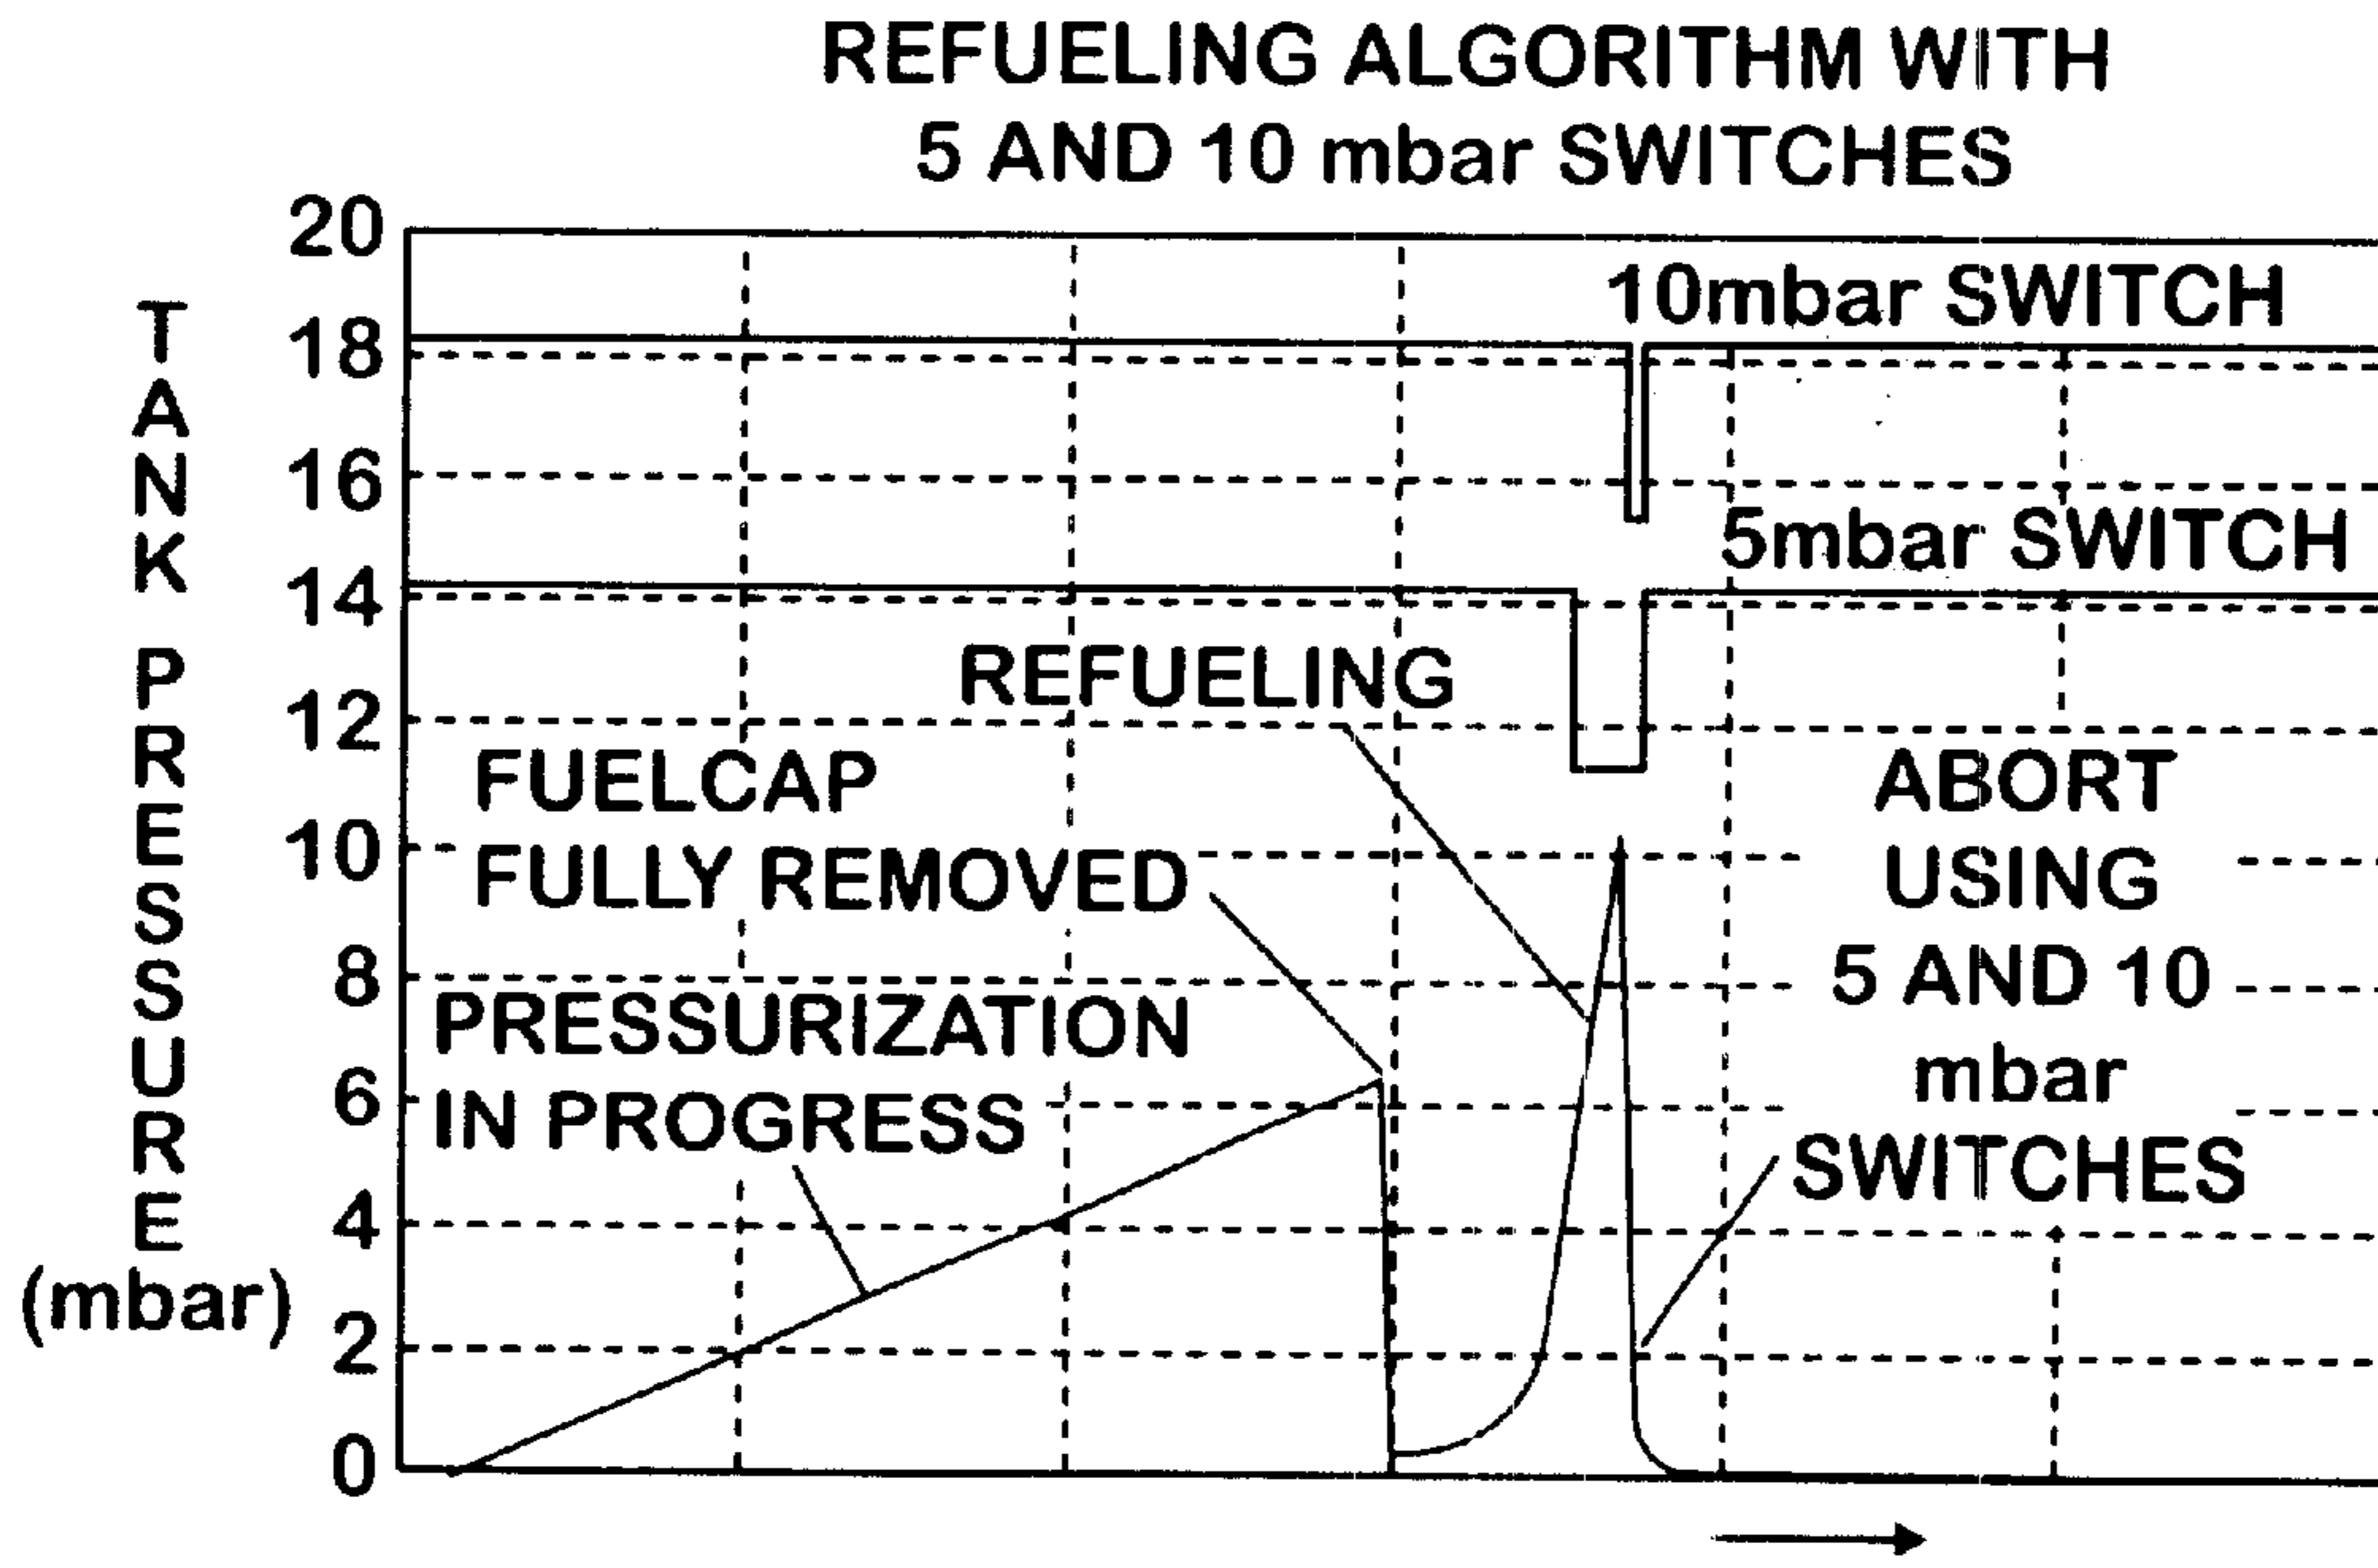 REFUELING ALGORITHM WITH
5 AND 10 mbar SWITCHES
TANK PRESSURE
(mbar)
20
18
16
14
12
10
8
6
4
2
0
10mbar SWITCH
5mbar SWITCH
REFUELING
FUELCAP
FULLY REMOVED
PRESSURIZATION
IN PROGRESS
ABORT
USING
5 AND 10
mbar
SWITCHES